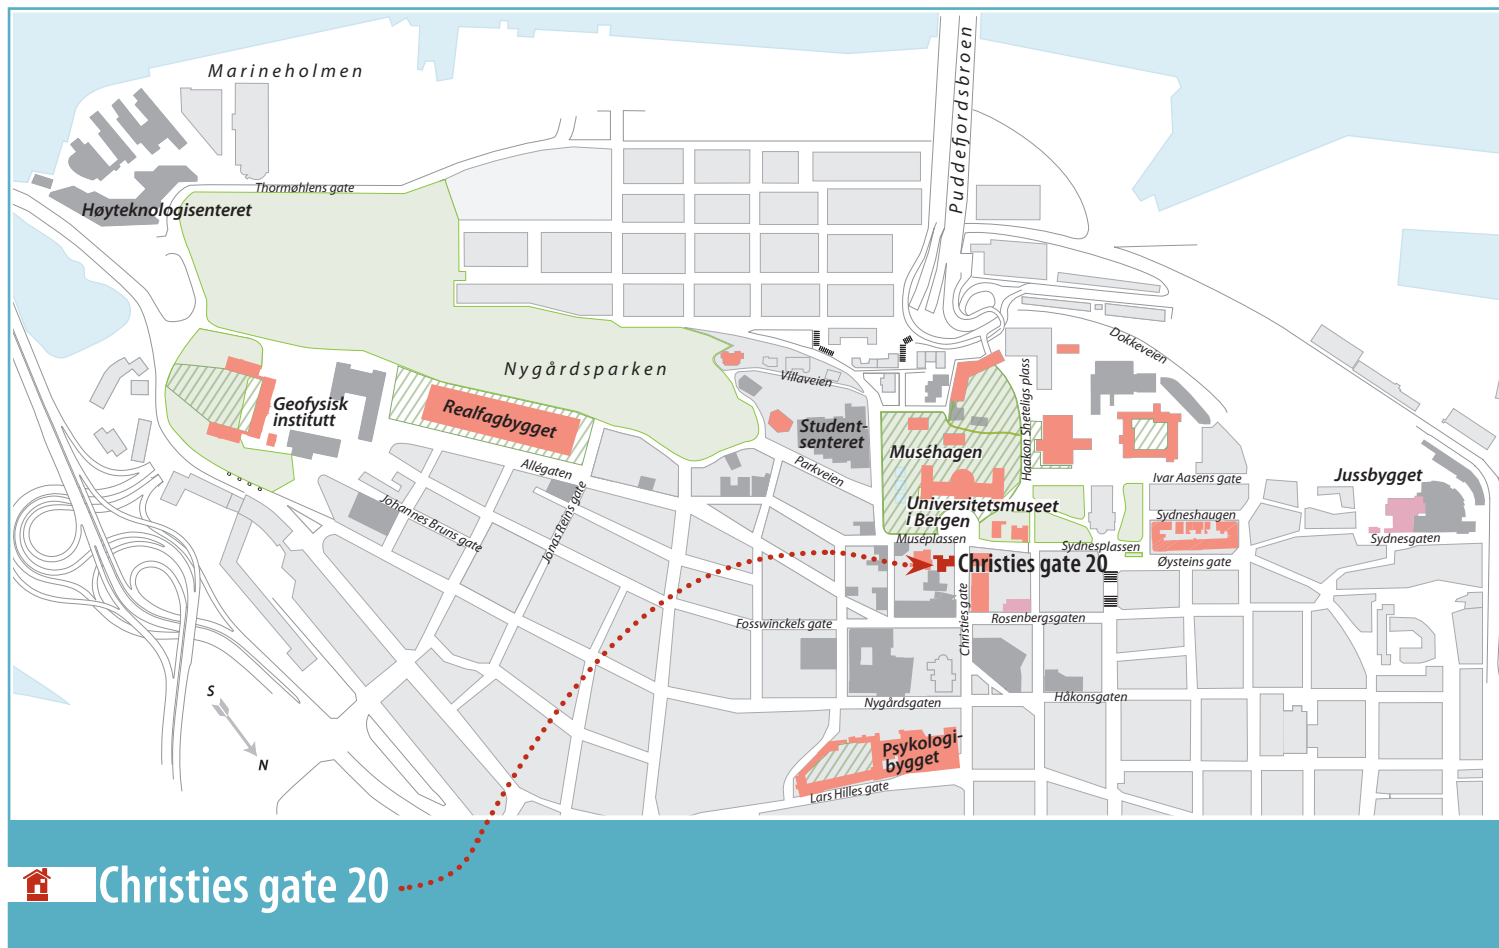 Marineholmen
Puddefjordsbroen
Thormøhlens gate
Høyteknologisenteret
Dokkeveien
Nygårdsparken
Villaveien
Haakon Sheteligs plass
Geofysisk
institutt
Realfagbygget
Student-
senteret
Muséhagen
Parkveien
Allégaten
Ivar Aasens gate
Jussbygget
Johannes Bruns gate
Jonas Reins gate
Universitetsmuseet
i Bergen
Sydneshaugen
Muséplassen
Sydnesplassen
Sydnesgaten
Christies gate 20
Øysteins gate
Christies gate
Rosenbergsgaten
Fosswinckels gate
Håkonsgaten
Nygårdsgaten
S
N
Psykologi-
bygget
Lars Hilles gate
Christies gate 20